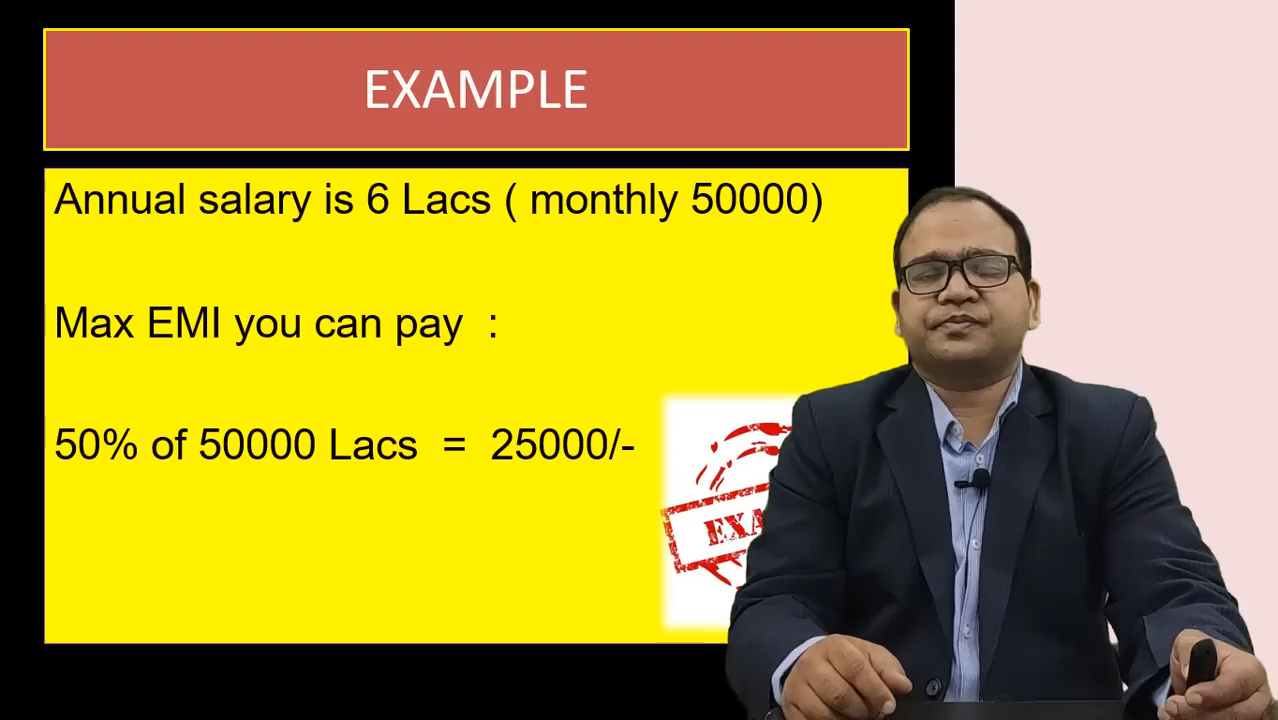 EXAMPLE
Annual salary is 6 Lacs ( monthly 50000)
Max EMI you can pay  :
50% of 50000 Lacs  =  25000/-